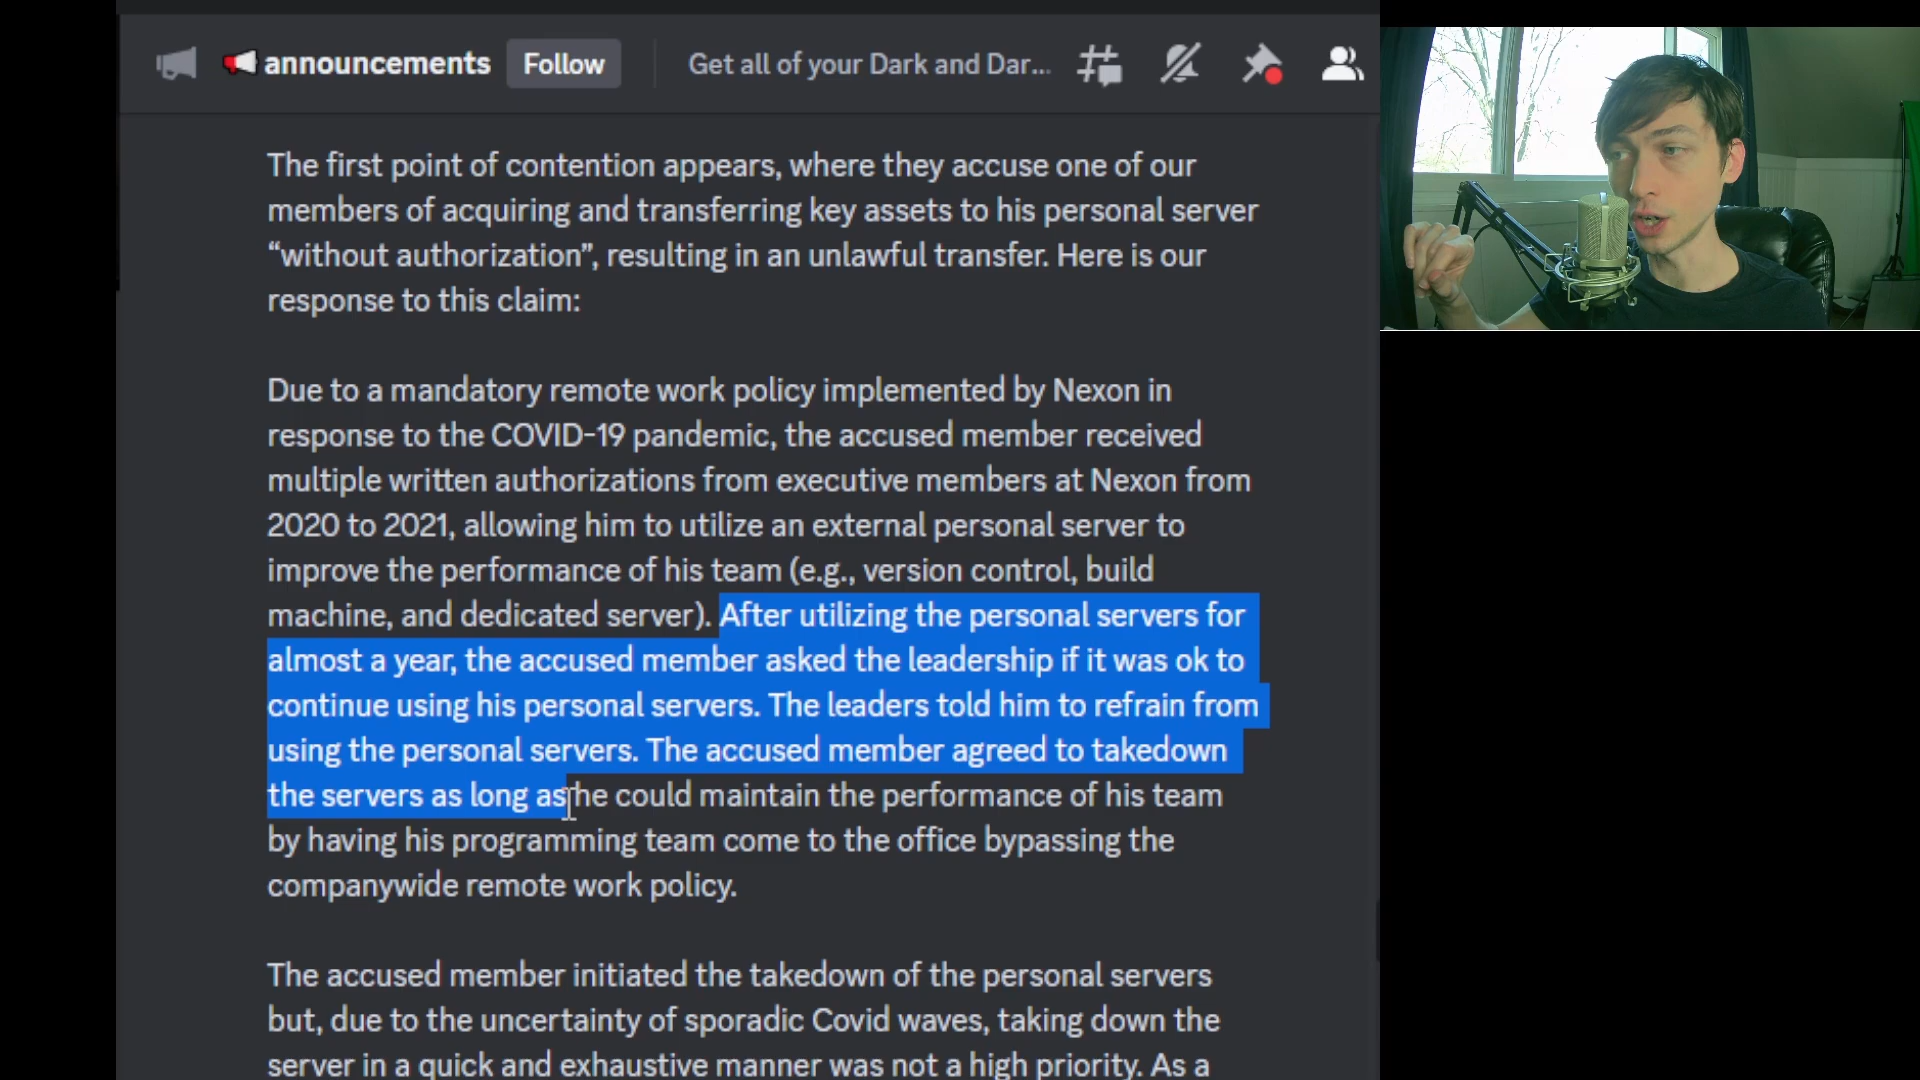 announcements Follow Get all of your Dark and Dar...
The first point of contention appears, where they accuse one of our
members of acquiring and transferring key assets to his personal server
“without authorization”, resulting in an unlawful transfer. Here is our
response to this claim:
Due to a mandatory remote work policy implemented by Nexon in
response to the COVID-19 pandemic, the accused member received
multiple written authorizations from executive members at Nexon from
2020 to 2021, allowing him to utilize an external personal server to
improve the performance of his team (e.g., version control, build
machine, and dedicated server). After utilizing the personal servers for
almost a year, the accused member asked the leadership if it was ok to
continue using his personal servers. The leaders told him to refrain from
using the personal servers. The accused member agreed to takedown
the servers as long as he could maintain the performance of his team
by having his programming team come to the office bypassing the
companywide remote work policy.
The accused member initiated the takedown of the personal servers
but, due to the uncertainty of sporadic Covid waves, taking down the
server in a quick and exhaustive manner was not a high priority. As a